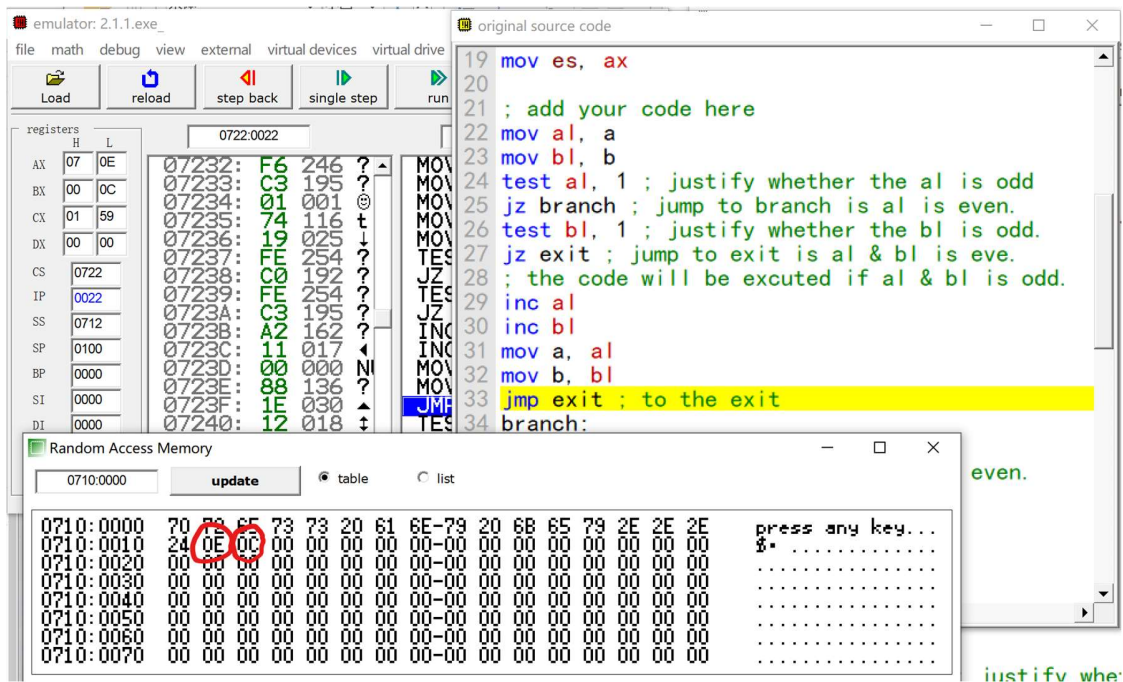 emulator: 2.1.1.exe_
file math debug view external virtual devices virtual drive
Load reload step back single step run
registers
H L
AX 07 0E
BX 00 0C
CX 01 59
DX 00 00
CS 0722
IP 0022
SS 0712
SP 0100
BP 0000
SI 0000
DI 0000
0722:0022
07232: F6 246 ?
07233: C3 195 ?
07234: 01 001 ☺
07235: 74 116 t
07236: 19 025 ↓
07237: FE 254 ?
07238: C0 192 ?
07239: FE 254 ?
0723A: C3 195 ?
0723B: A2 162 ?
0723C: 11 017 ◄
0723D: 00 000
0723E: 88 136 ?
0723F: 1E 030 ▲
07240: 12 018 ↕
original source code
19 mov es, ax
20
21 ; add your code here
22 mov al, a
23 mov bl, b
24 test al, 1 ; justify whether the al is odd
25 jz branch ; jump to branch is al is even.
26 test bl, 1 ; justify whether the bl is odd.
27 jz exit ; jump to exit is al & bl is eve.
28 ; the code will be excuted if al & bl is odd.
29 inc al
30 inc bl
31 mov a, al
32 mov b, bl
33 jmp exit ; to the exit
34 branch:
even.
Random Access Memory
0710:0000 update table list
0710:0000 70 72 65 73 73 20 61 6E-79 20 6B 65 79 2E 2E 2E press any key...
0710:0010 24 0E 0C 00 00 00 00 00-00 00 00 00 00 00 00 00 $▪ .............
0710:0020 00 00 00 00 00 00 00 00-00 00 00 00 00 00 00 00 ................
0710:0030 00 00 00 00 00 00 00 00-00 00 00 00 00 00 00 00 ................
0710:0040 00 00 00 00 00 00 00 00-00 00 00 00 00 00 00 00 ................
0710:0050 00 00 00 00 00 00 00 00-00 00 00 00 00 00 00 00 ................
0710:0060 00 00 00 00 00 00 00 00-00 00 00 00 00 00 00 00 ................
0710:0070 00 00 00 00 00 00 00 00-00 00 00 00 00 00 00 00 ................
justify